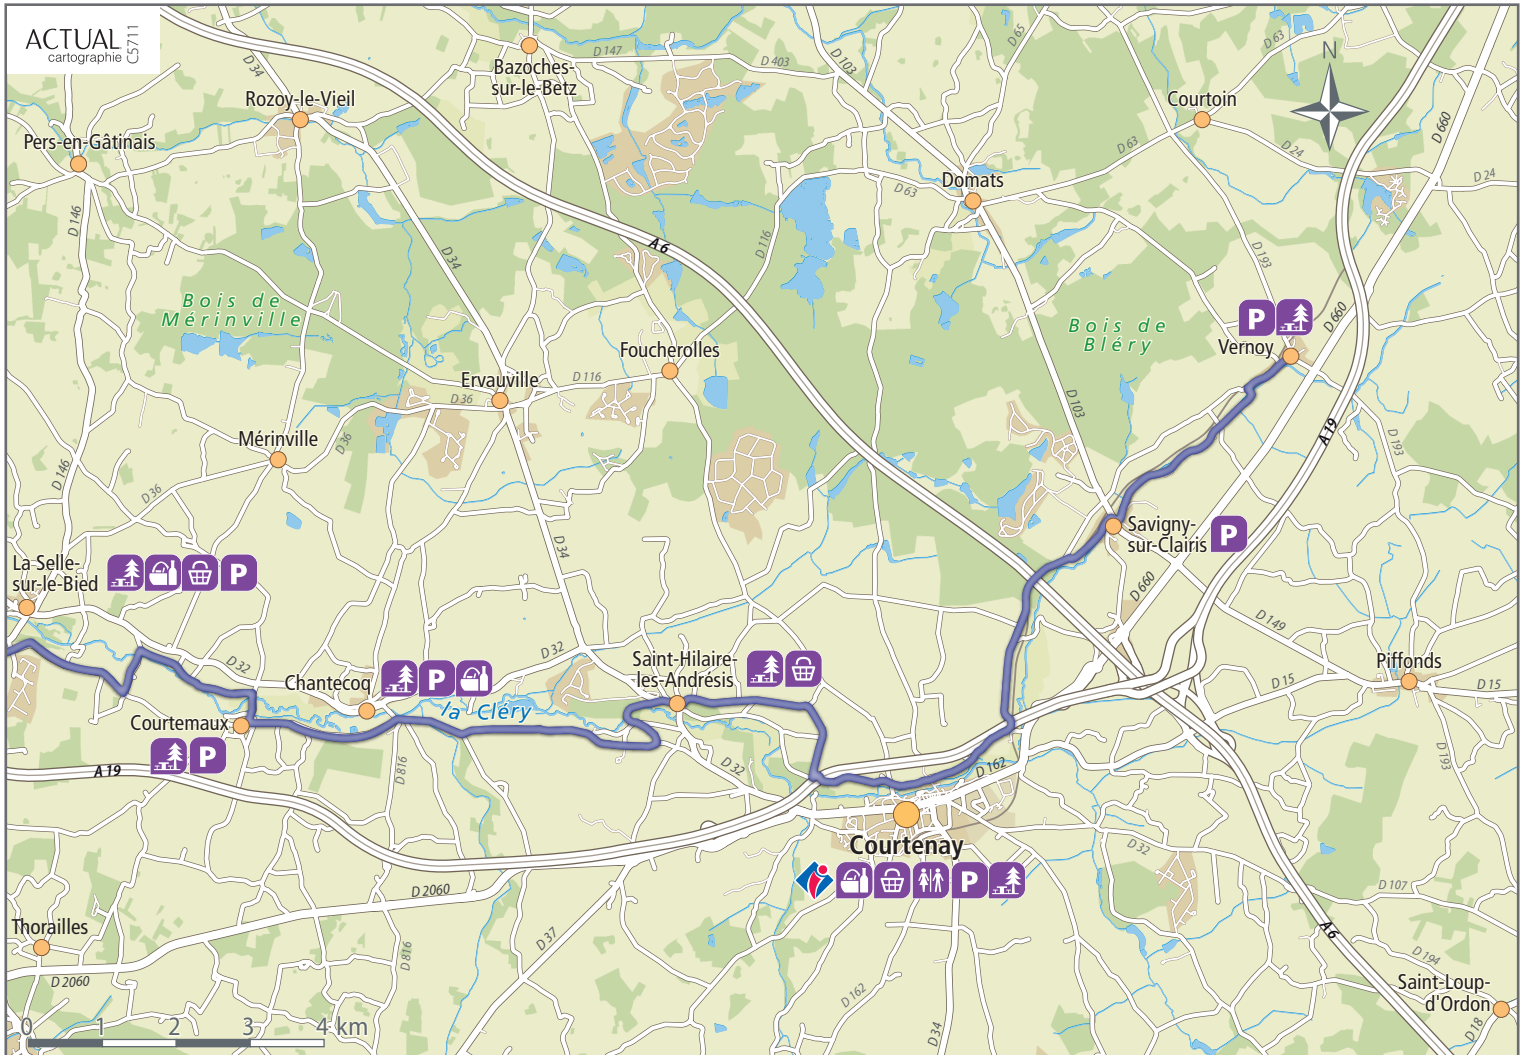 ACTUAL
cartographie
C5711
D 34
D 147
D 403
D 103
D 65
D 63
N
Bazoches-
sur-le-Betz
Rozoy-le-Vieil
Courtoin
D 660
Pers-en-Gâtinais
D 63
D 24
D 24
Domats
D 63
D 146
A 6
D 116
D 34
D 193
Bois de
Mérinville
Bois de
Bléry
P
D 660
Vernoy
Foucherolles
Ervauville
D 116
D 36
D 103
A 19
Mérinville
D 36
D 193
D 146
D 36
Savigny-
sur-Clairis
P
D 34
La Selle-
sur-le-Bied
P
D 660
D 149
D 32
D 32
Saint-Hilaire-
les-Andrésis
Piffonds
Chantecoq
P
D 15
D 15
la Cléry
Courtemaux
P
A 19
D 816
D 32
D 162
D 193
Courtenay
D 32
P
D 2060
D 107
Thorailles
D 37
A 6
D 816
D 194
D 2060
D 162
Saint-Loup-
d'Ordon
D 34
D 18
0 1 2 3 4 km